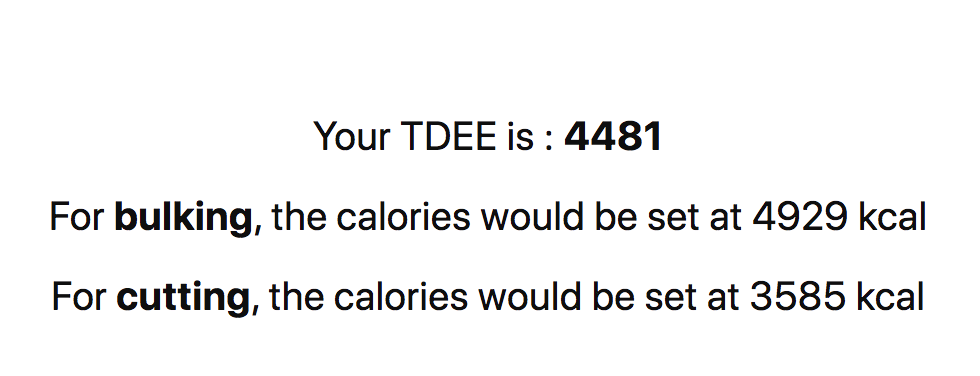 Your TDEE is : 4481
For bulking, the calories would be set at 4929 kcal
For cutting, the calories would be set at 3585 kcal